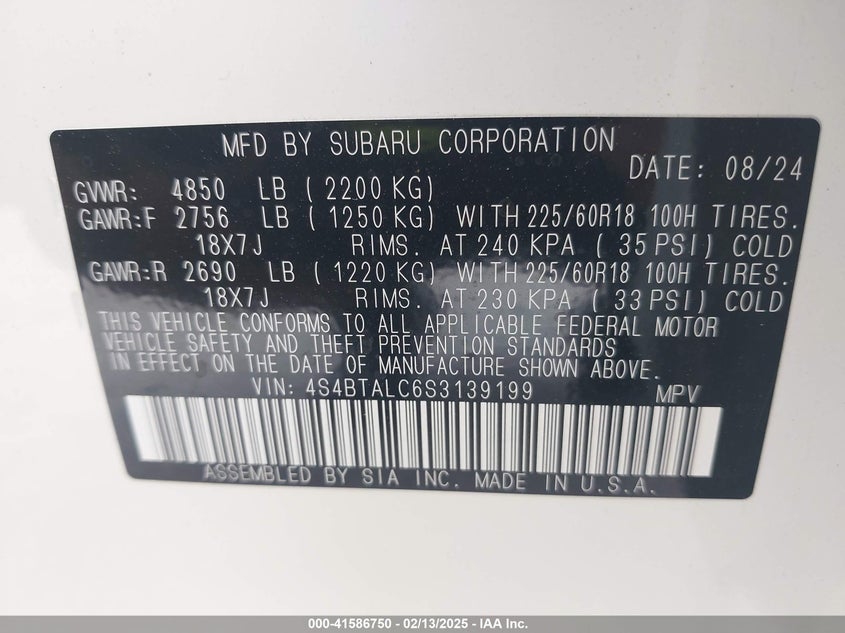 MFD BY SUBARU CORPORATION
DATE: 08/24
GVWR: 4850 LB ( 2200 KG)
GAWR:F 2756 LB ( 1250 KG) WITH 225/60R18 100H TIRES.
18X7J RIMS. AT 240 KPA ( 35 PSI) COLD
GAWR:R 2690 LB ( 1220 KG) WITH 225/60R18 100H TIRES.
18X7J RIMS. AT 230 KPA ( 33 PSI) COLD
THIS VEHICLE CONFORMS TO ALL APPLICABLE FEDERAL MOTOR
VEHICLE SAFETY AND THEFT PREVENTION STANDARDS
IN EFFECT ON THE DATE OF MANUFACTURE SHOWN ABOVE.
VIN: 4S4BTALC6S3139199 MPV
ASSEMBLED BY SIA INC. MADE IN U.S.A.
000-41586750 - 02/13/2025 - IAA Inc.